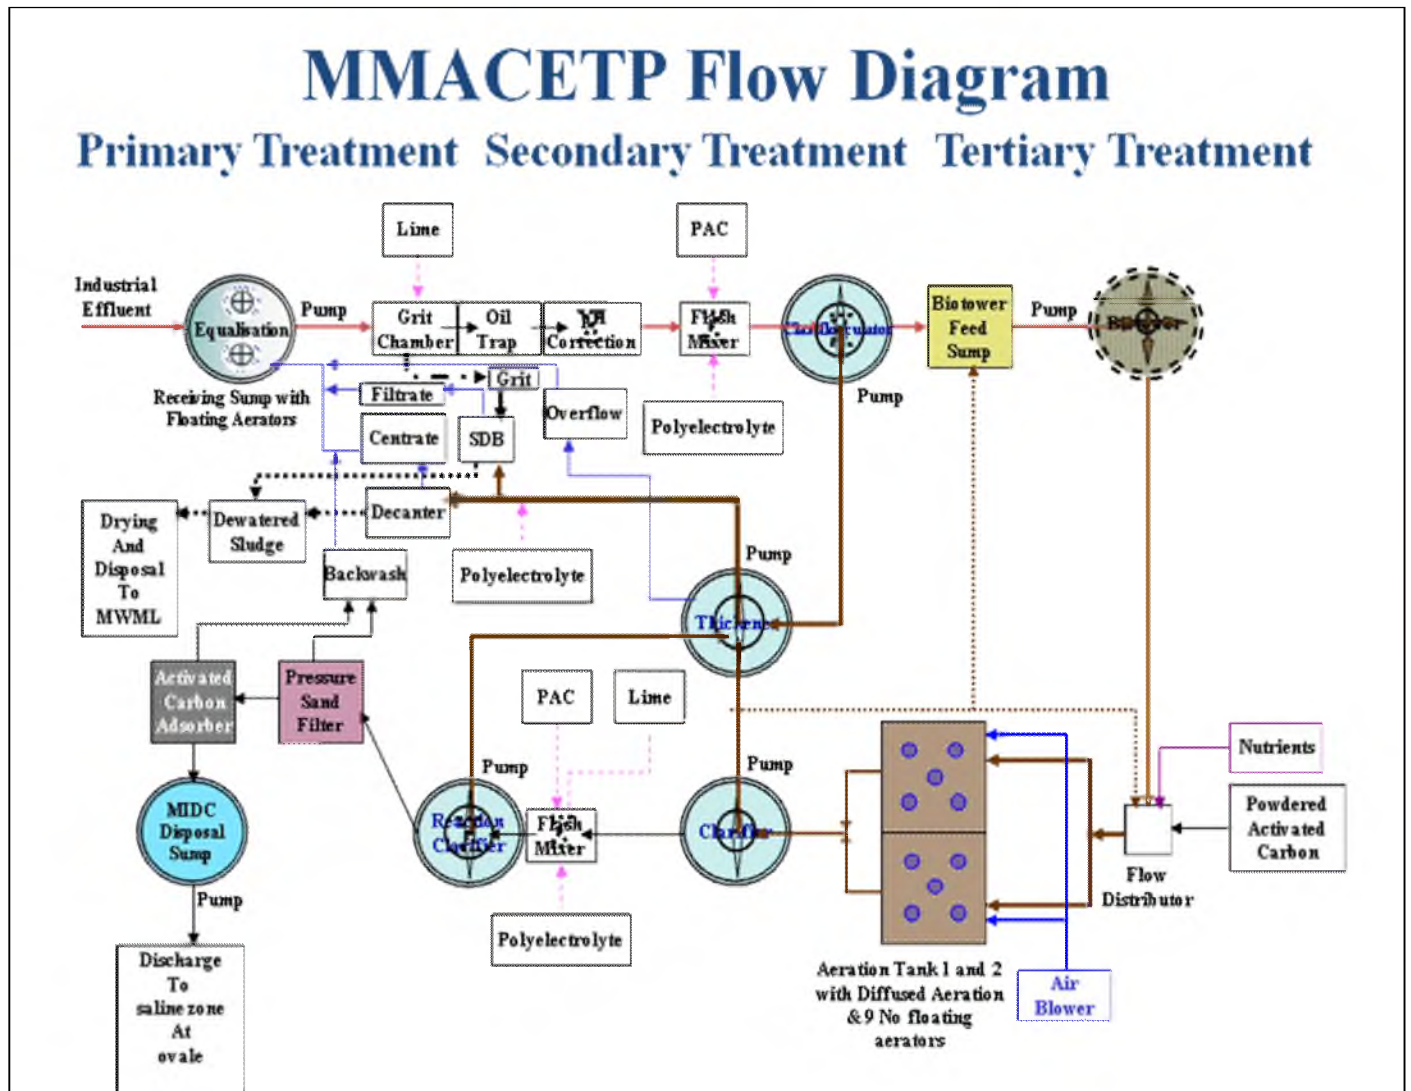 MMACETP Flow Diagram
Primary Treatment Secondary Treatment Tertiary Treatment
Lime
PAC
Industrial
Effluent
Equalisation
Pump
Grit
Chamber
Oil
Trap
Correction
Flash
Mixer
Clariflocculator
Biotower
Feed
Sump
Pump
Receiving Sump with
Floating Aerators
Grit
Filtrate
Overflow
Pump
Centrate
SDB
Polyelectrolyte
Drying
And
Disposal
To
MWML
Dewatered
Sludge
Decanter
Backwash
Polyelectrolyte
Pump
Thickener
Activated
Carbon
Adsorber
Pressure
Sand
Filter
PAC
Lime
Nutrients
Pump
Pump
MIDC
Disposal
Sump
Reaction
Clarifier
Flash
Mixer
Clarifier
Powdered
Activated
Carbon
Flow
Distributor
Pump
Polyelectrolyte
Discharge
To
saline zone
At
ovale
Aeration Tank 1 and 2
with Diffused Aeration
&9 No floating
aerators
Air
Blower